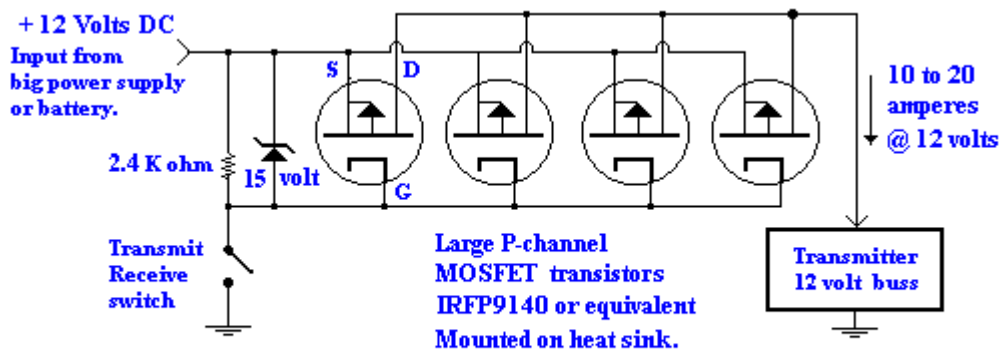 + 12 Volts DC
Input from
big power supply
or battery.
S
D
10 to 20
amperes
@ 12 volts
2.4 K ohm
15 volt
G
Transmit
Receive
switch
Large P-channel
MOSFET transistors
IRFP9140 or equivalent
Mounted on heat sink.
Transmitter
12 volt buss